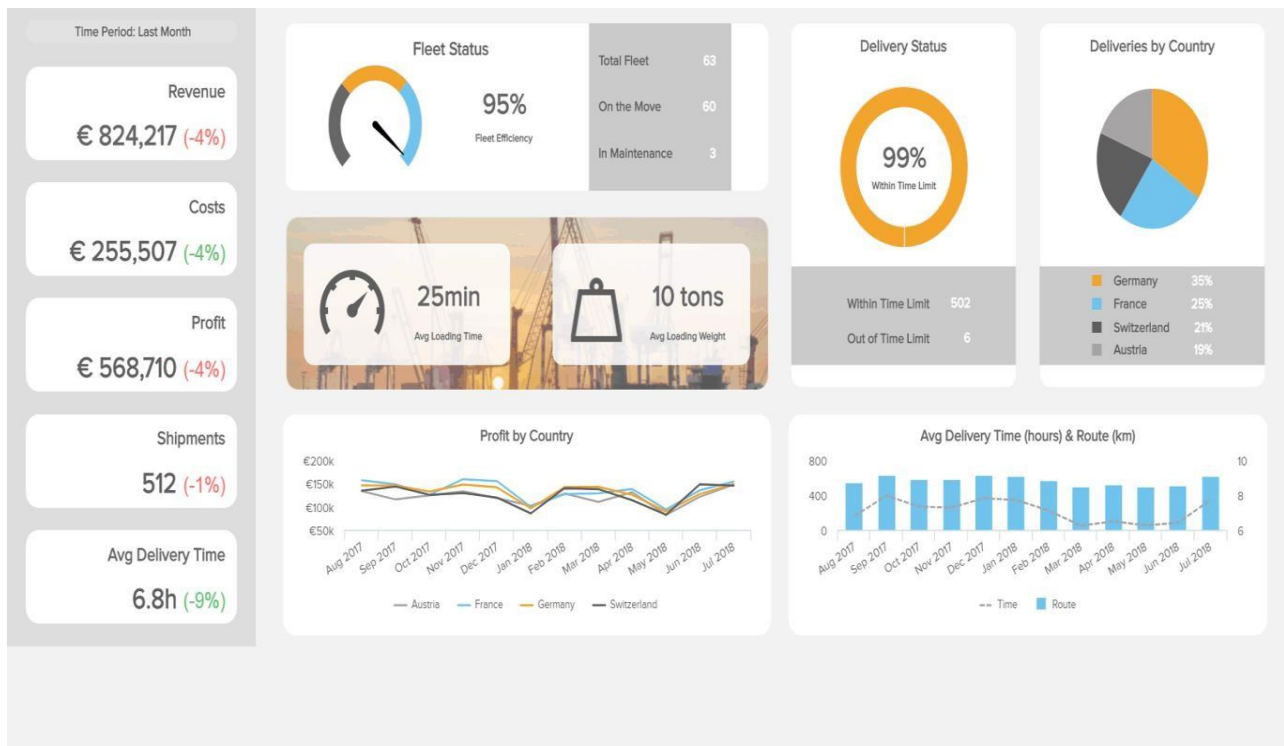 Time Period: Last Month
Revenue
€ 824,217 (-4%)
Costs
€ 255,507 (-4%)
Profit
€ 568,710 (-4%)
Shipments
512 (-1%)
Avg Delivery Time
6.8h (-9%)
Fleet Status
95%
Fleet Efficiency
Total Fleet 63
On the Move 60
In Maintenance 3
25min
Avg Loading Time
10 tons
Avg Loading Weight
Delivery Status
99%
Within Time Limit
Within Time Limit 502
Out of Time Limit 6
Deliveries by Country
Germany 35%
France 25%
Switzerland 21%
Austria 19%
Profit by Country
€200k
€150k
€100k
€50k
Aug 2017 Sep 2017 Oct 2017 Nov 2017 Dec 2017 Jan 2018 Feb 2018 Mar 2018 Apr 2018 May 2018 Jun 2018 Jul 2018
Austria France Germany Switzerland
Avg Delivery Time (hours) & Route (km)
800 10
400 8
0 6
Aug 2017 Sep 2017 Oct 2017 Nov 2017 Dec 2017 Jan 2018 Feb 2018 Mar 2018 Apr 2018 May 2018 Jun 2018 Jul 2018
Time Route